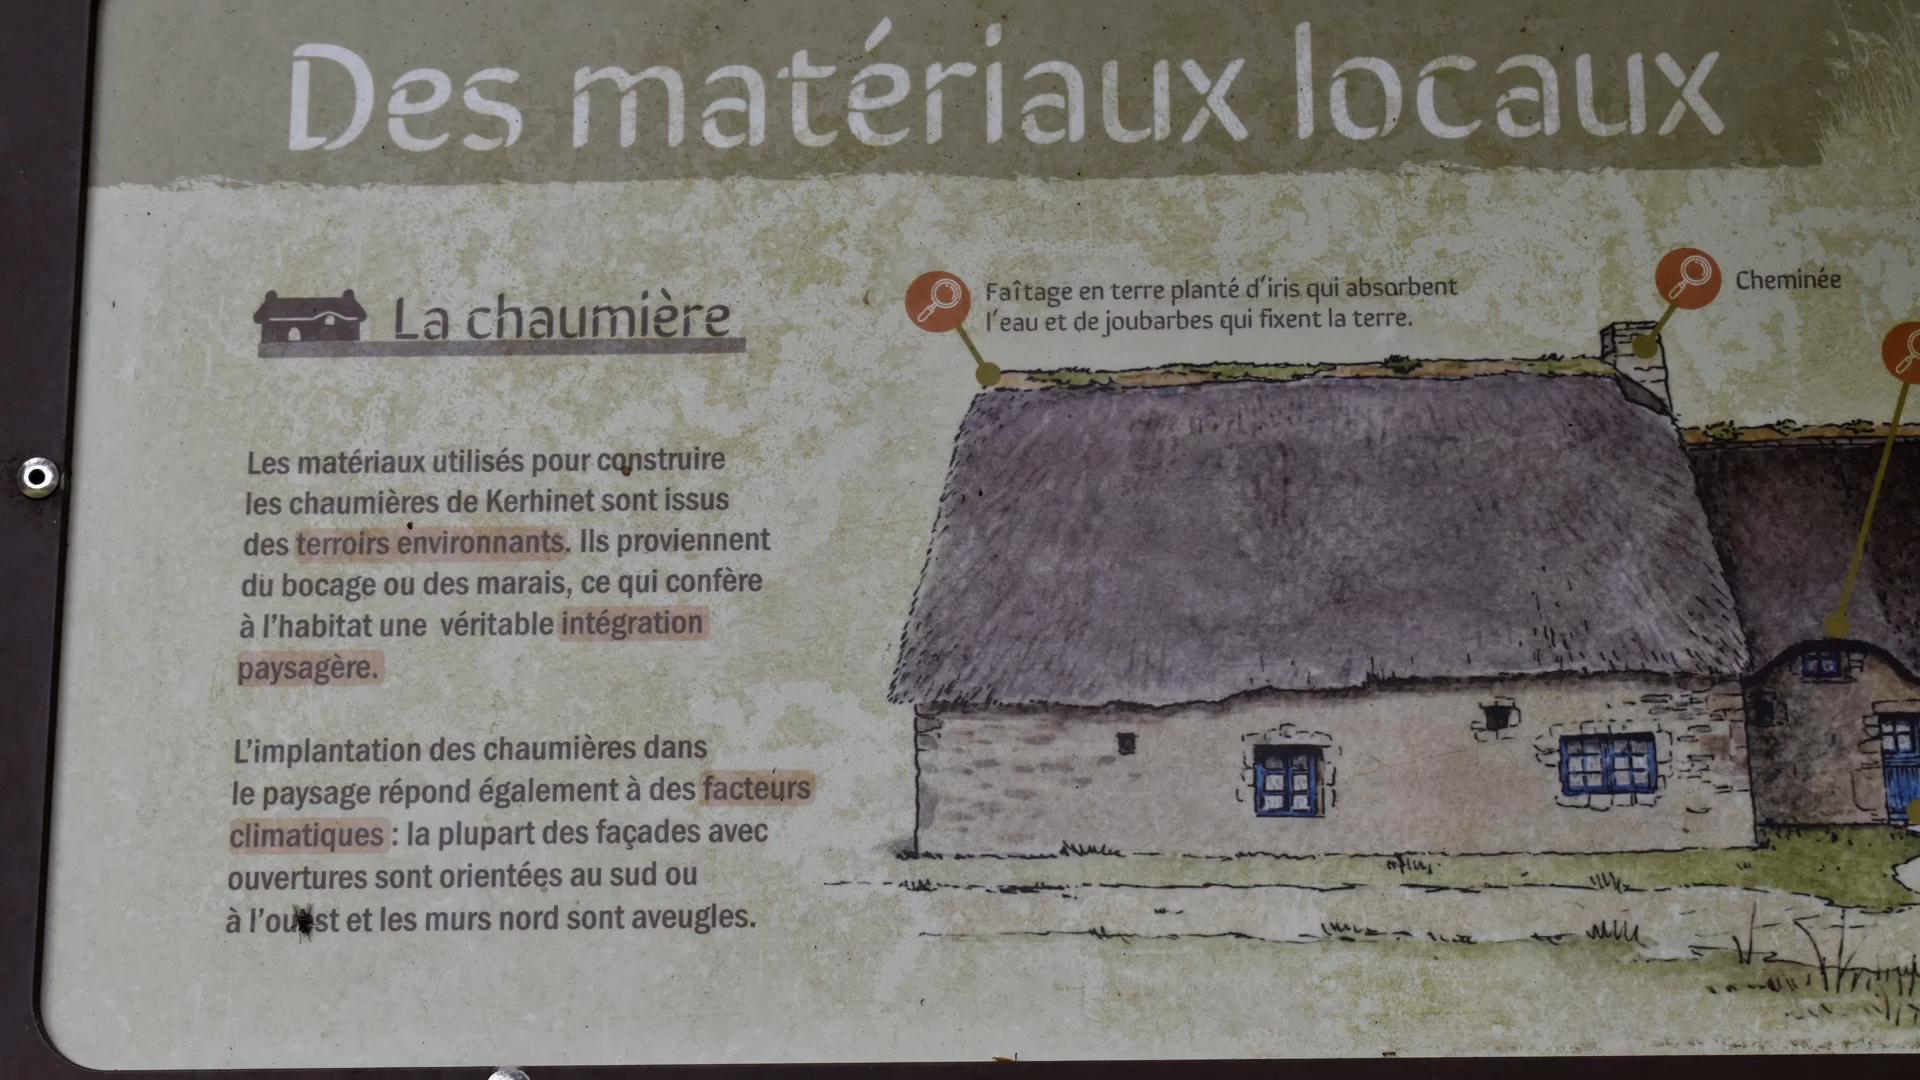 Des matériaux locaux
La chaumière
Les matériaux utilisés pour construire
les chaumières de Kerhinet sont issus
des terroirs environnants. Ils proviennent
du bocage ou des marais, ce qui confère
à l'habitat une véritable intégration
paysagère.
L'implantation des chaumières dans
le paysage répond également à des facteurs
climatiques : la plupart des façades avec
ouvertures sont orientées au sud ou
à l'ouest et les murs nord sont aveugles.
Faîtage en terre planté d'iris qui absorbent
l'eau et de joubarbes qui fixent la terre.
Cheminée